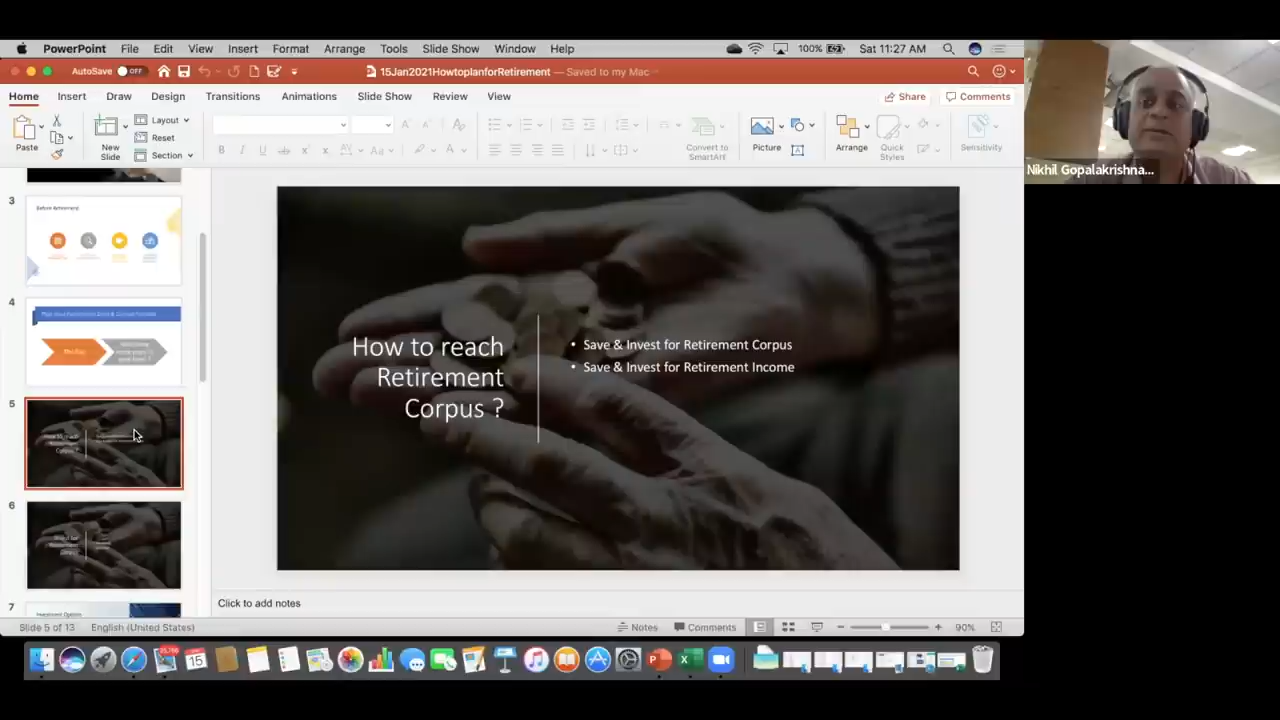 PowerPoint File Edit View Insert Format Arrange Tools Slide Show Window Help 100% Sat 11:27 AM
AutoSave OFF 15Jan2021HowtoplanforRetirement — Saved to my Mac
Home Insert Draw Design Transitions Animations Slide Show Review View Share Comments
Paste
New
Slide
Layout
Reset
Section
Convert to
SmartArt
Picture
Arrange
Quick
Styles
Sensitivity
Nikhil Gopalakrishna...
3
Before Retirement
4
5
6
7
Investment Options
How to reach
Retirement
Corpus ?
• Save & Invest for Retirement Corpus
• Save & Invest for Retirement Income
Click to add notes
Slide 5 of 13 English (United States) Notes Comments 90%
15